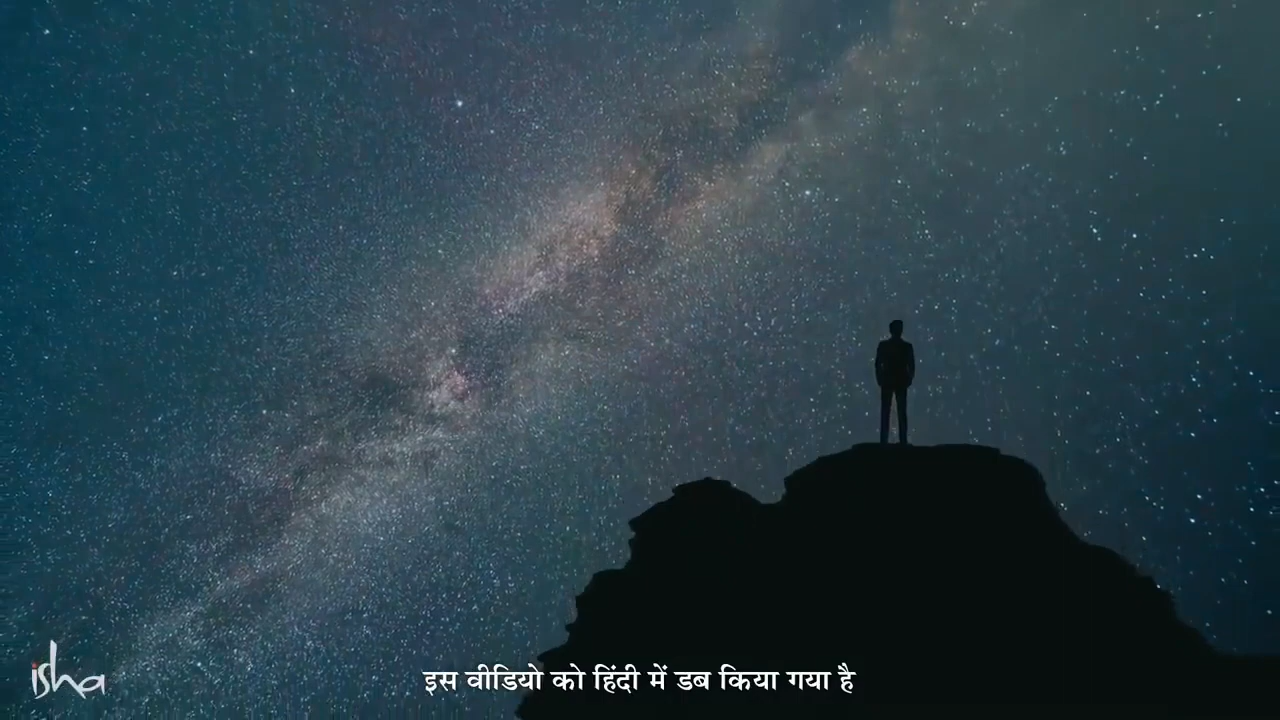 isha
इस वीडियो को हिंदी में डब किया गया है